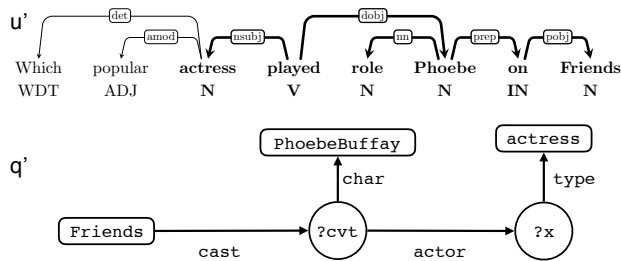 u'
det
amod
nsubj
dobj
nn
prep
pobj
Which popular actress played role Phoebe on Friends
WDT ADJ N V N N IN N
q'
PhoebeBuffay
actress
char
type
Friends
?cvt
?x
cast
actor